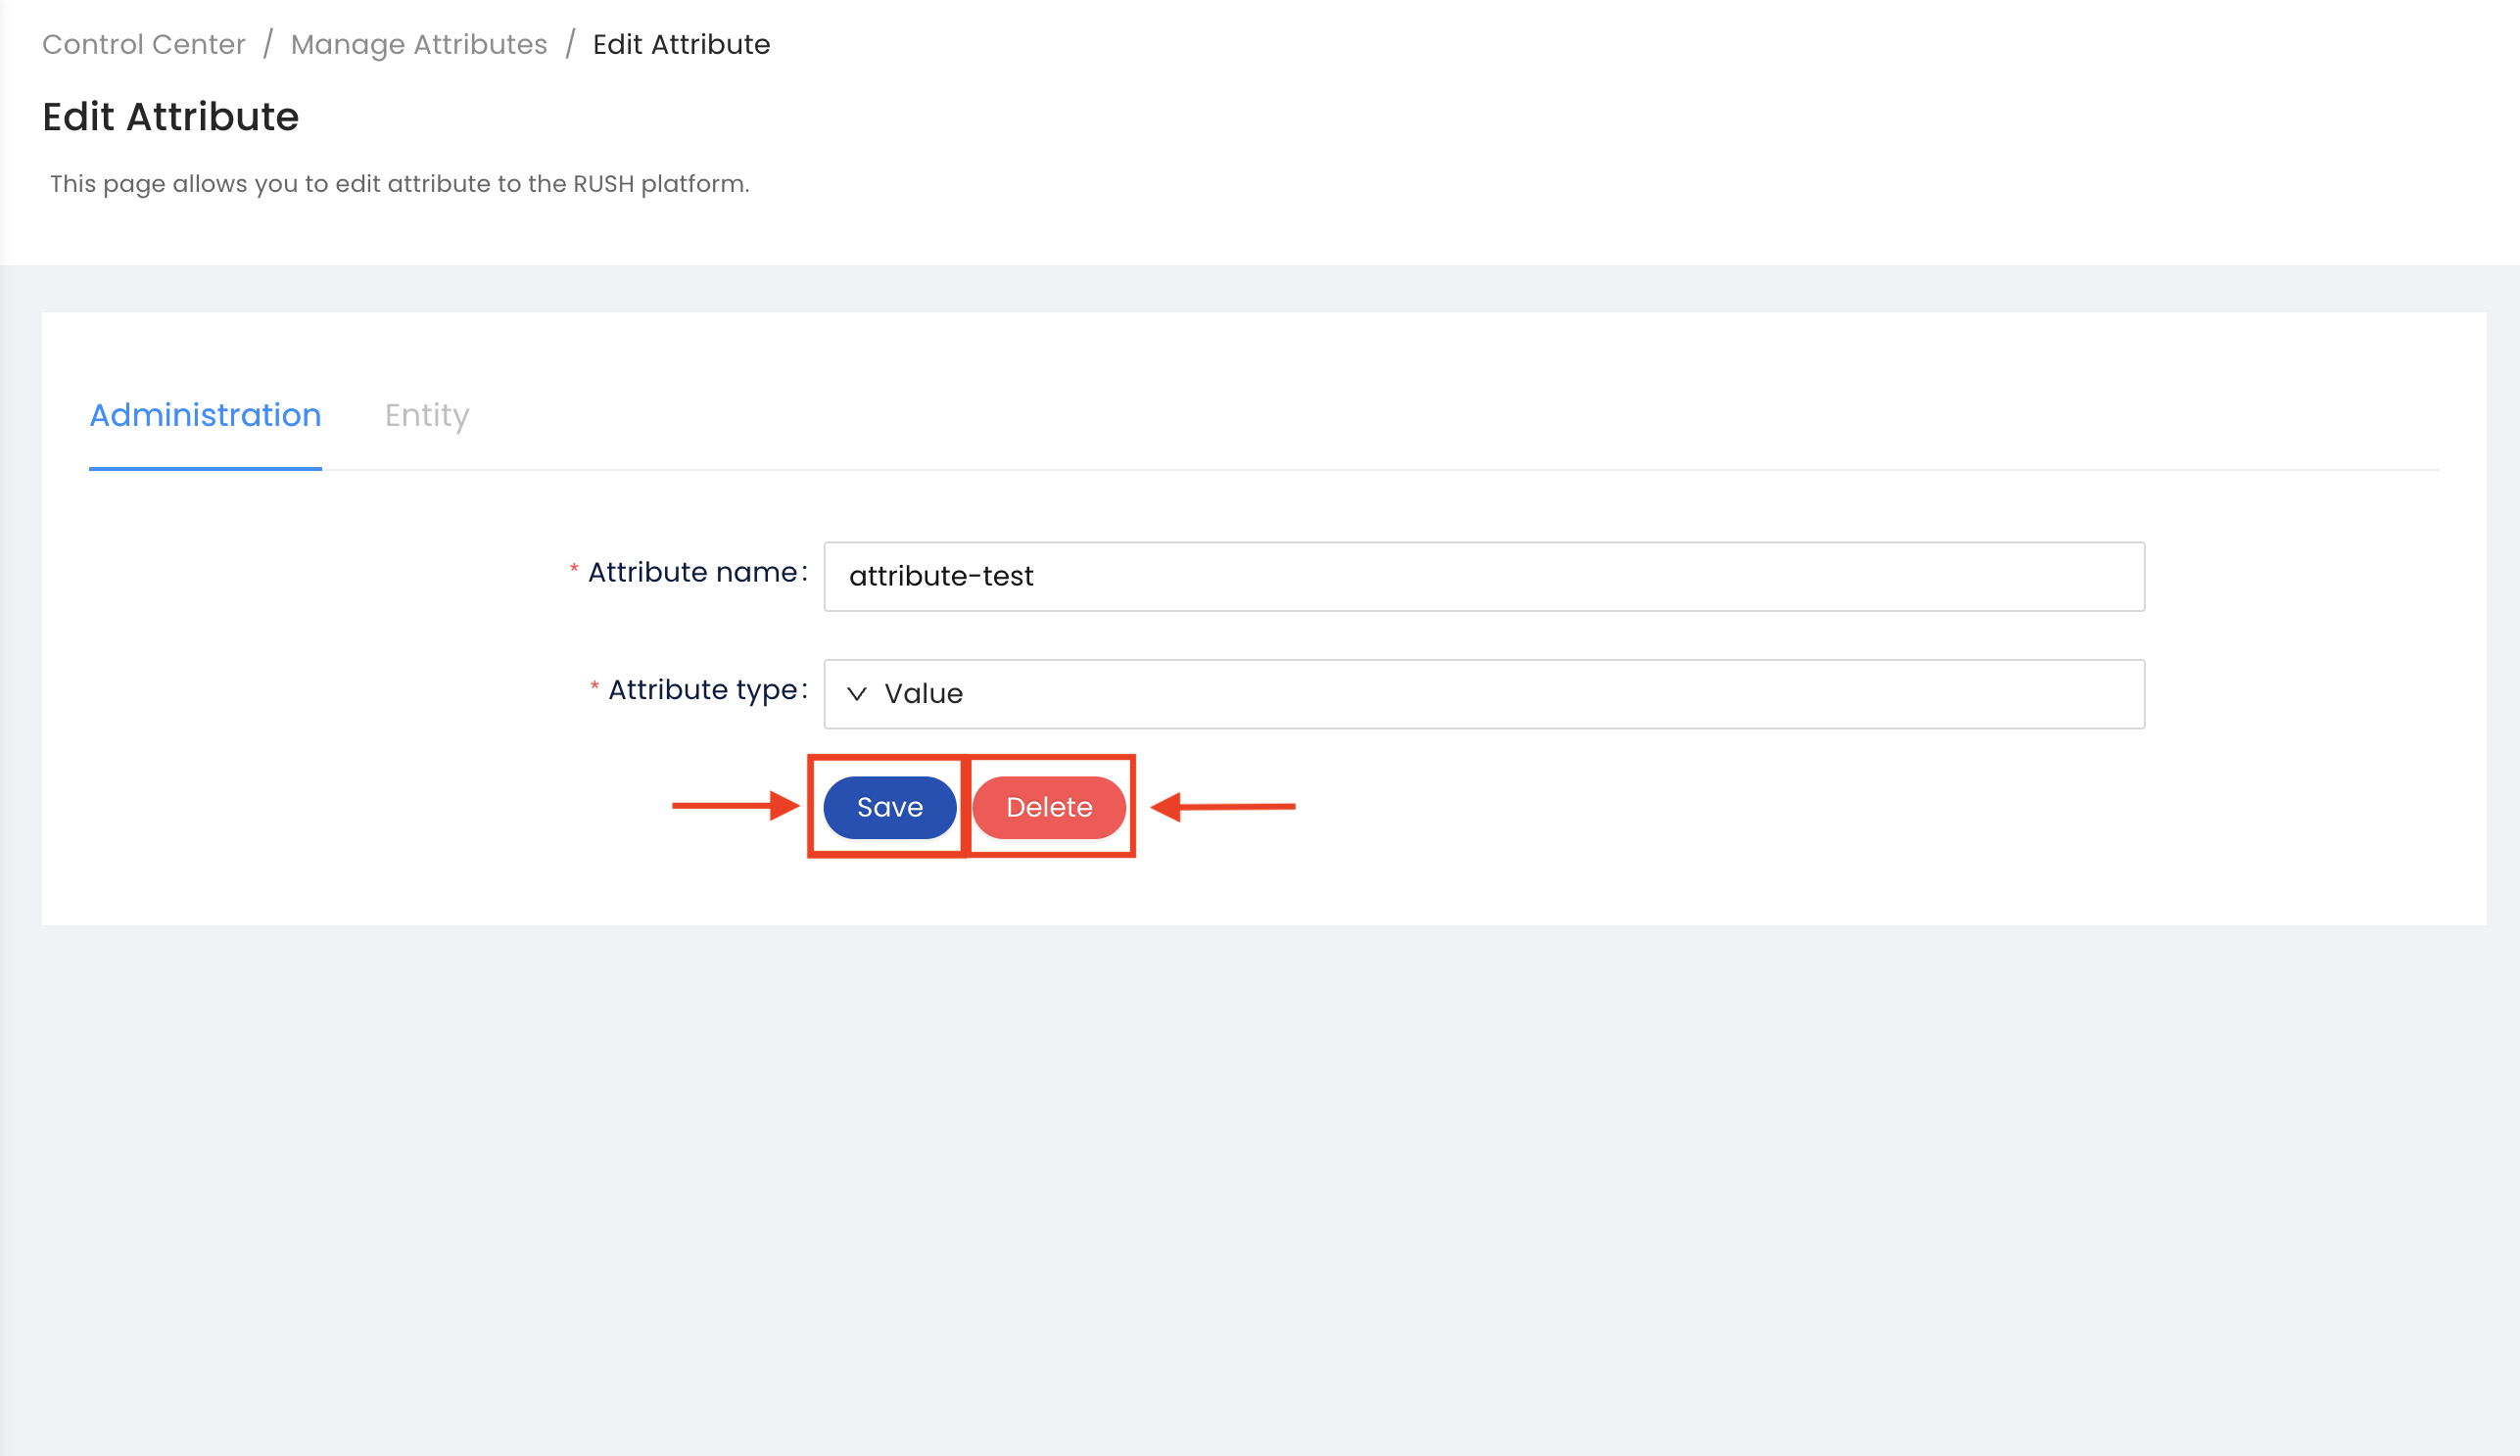 Control Center / Manage Attributes / Edit Attribute
Edit Attribute
This page allows you to edit attribute to the RUSH platform.
Administration Entity
* Attribute name: attribute-test
* Attribute type: Value
Save Delete